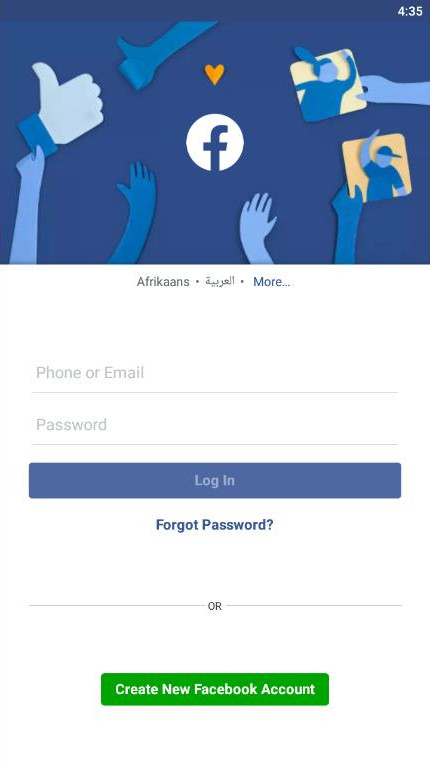 4:35
Afrikaans • العربية • More...
Phone or Email
Password
Log In
Forgot Password?
OR
Create New Facebook Account